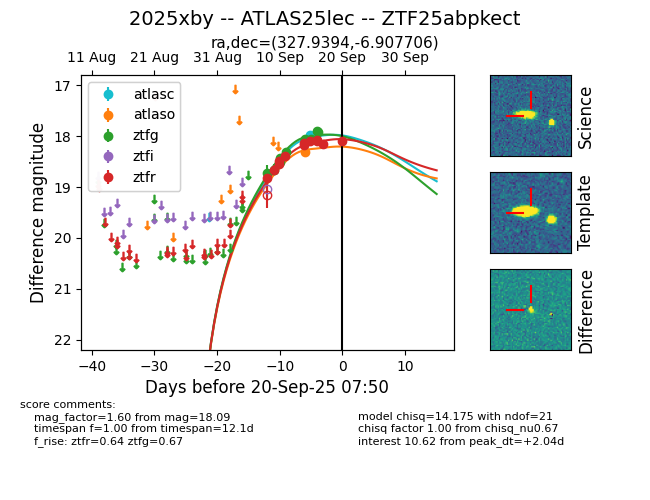 2025xby -- ATLAS25lec -- ZTF25abpkect
ra,dec=(327.9394,-6.907706)
11 Aug 21 Aug 31 Aug 10 Sep 20 Sep 30 Sep
17
18
19
20
21
22
Difference magnitude
atlasc
atlaso
ztfg
ztfi
ztfr
−40 −30 −20 −10 0 10
Days before 20-Sep-25 07:50
Science
Template
Difference
score comments:
mag_factor=1.60 from mag=18.09
timespan f=1.00 from timespan=12.1d
f_rise: ztfr=0.64 ztfg=0.67
model chisq=14.175 with ndof=21
chisq factor 1.00 from chisq_nu0.67
interest 10.62 from peak_dt=+2.04d